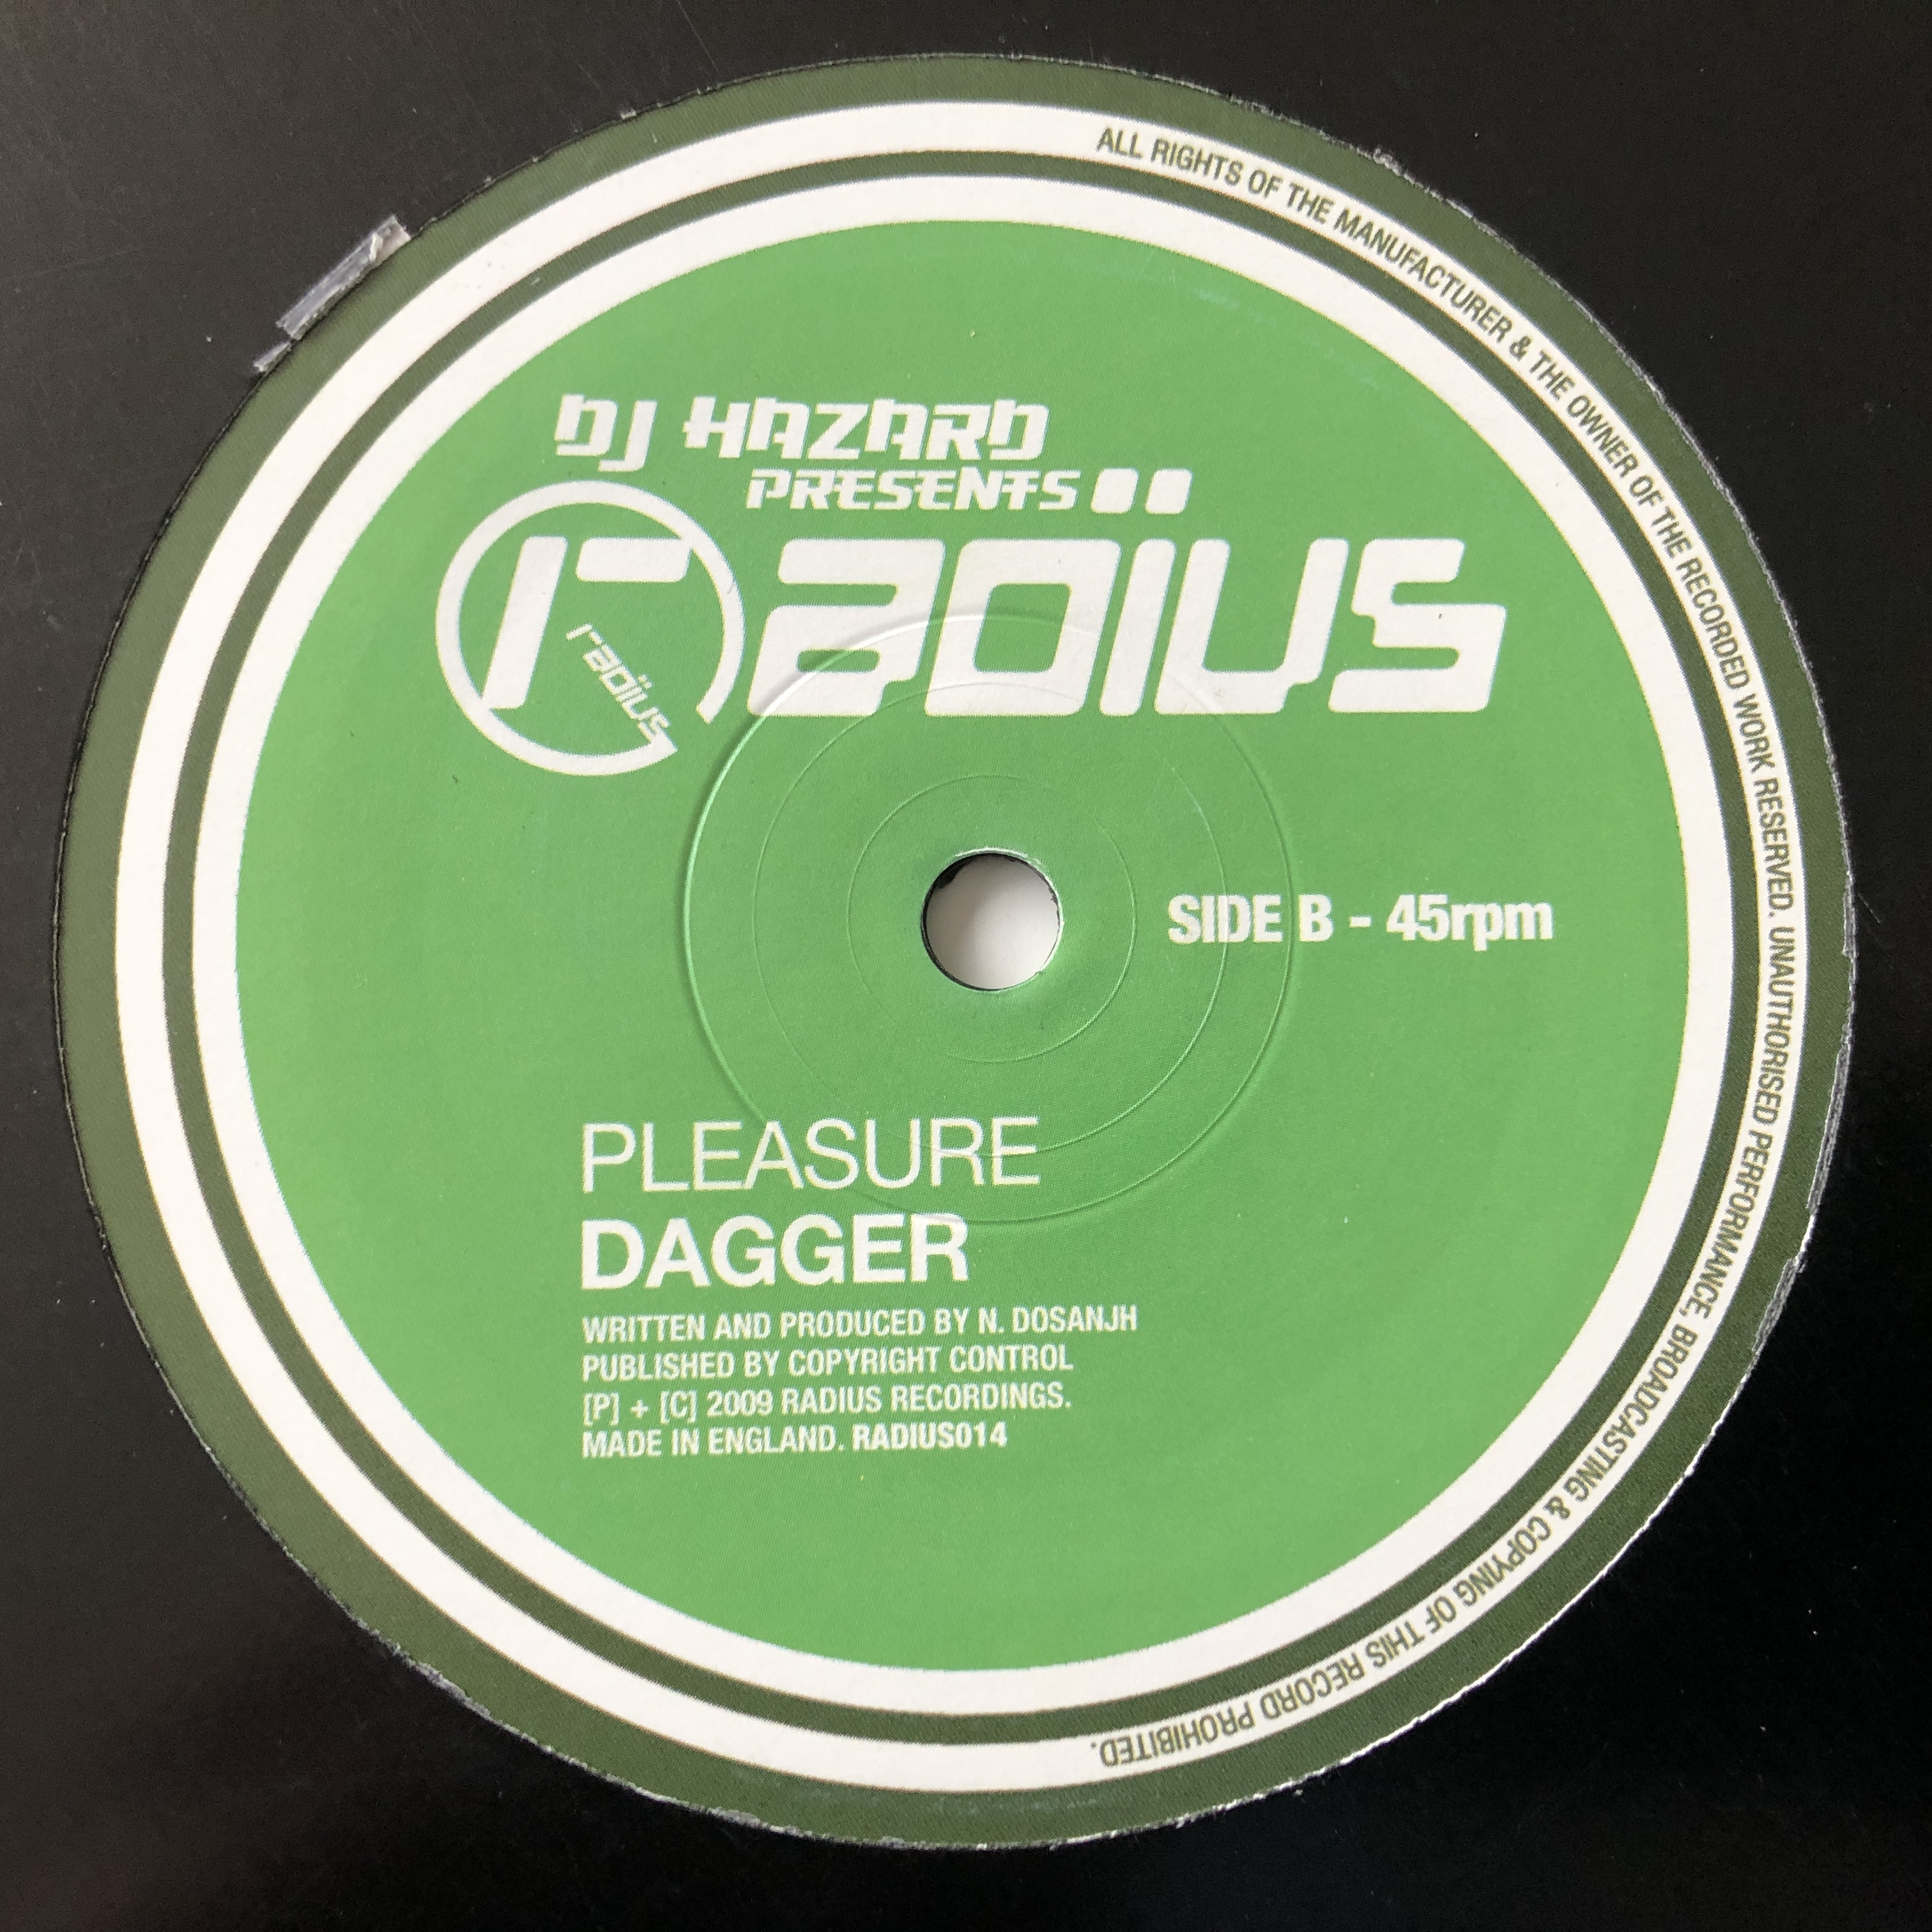 DJ HAZARD
PRESENTS
radïus
radïus
SIDE B - 45rpm
PLEASURE
DAGGER
WRITTEN AND PRODUCED BY N. DOSANJH
PUBLISHED BY COPYRIGHT CONTROL
[P] + [C] 2009 RADIUS RECORDINGS.
MADE IN ENGLAND. RADIUS014
ALL RIGHTS OF THE MANUFACTURER & THE OWNER OF THE RECORDED WORK RESERVED. UNAUTHORISED PERFORMANCE, BROADCASTING & COPYING OF THIS RECORD PROHIBITED.